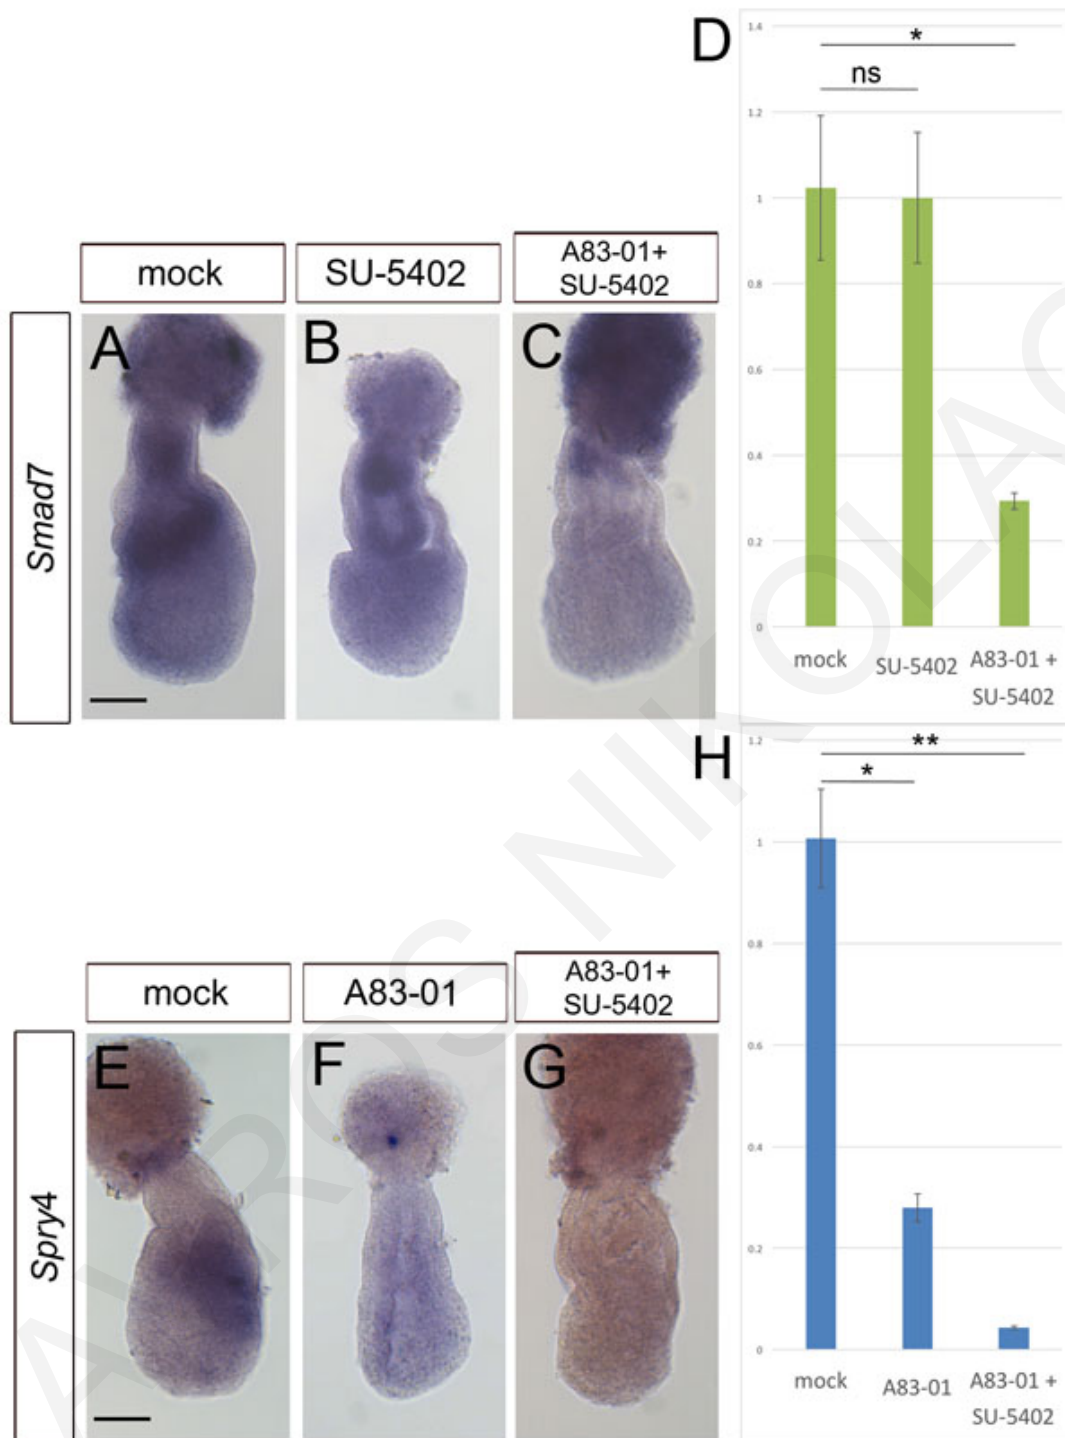 D
1.4
*
ns
1.2
1
0.8
0.6
0.4
0.2
0
mock
SU-5402
A83-01 +
SU-5402
mock
SU-5402
A83-01+
SU-5402
Smad7
A
B
C
H
1.2
**
*
1
0.8
0.6
0.4
0.2
0
mock
A83-01
A83-01 +
SU-5402
mock
A83-01
A83-01+
SU-5402
Spry4
E
F
G